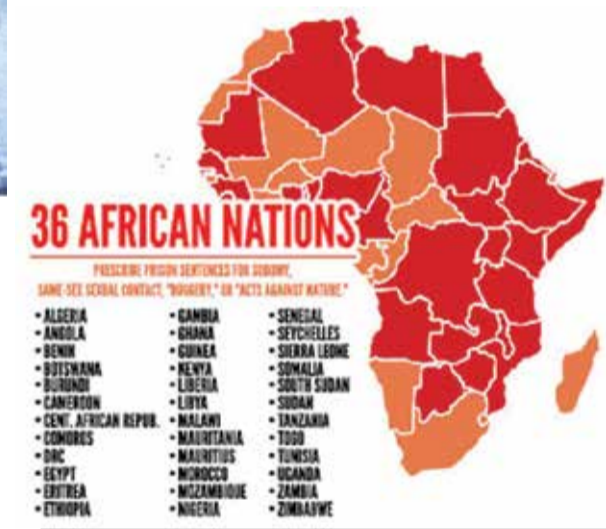 36 AFRICAN NATIONS
PRESCRIBE PRISON SENTENCES FOR SODOMY,
SAME-SEX SEXUAL CONTACT, "BUGGERY," OR "ACTS AGAINST NATURE."
• ALGERIA
• ANGOLA
• BENIN
• BOTSWANA
• BURUNDI
• CAMEROON
• CENT. AFRICAN REPUB.
• COMOROS
• DRC
• EGYPT
• ERITREA
• ETHIOPIA
• GAMBIA
• GHANA
• GUINEA
• KENYA
• LIBERIA
• LIBYA
• MALAWI
• MAURITANIA
• MAURITIUS
• MOROCCO
• MOZAMBIQUE
• NIGERIA
• SENEGAL
• SEYCHELLES
• SIERRA LEONE
• SOMALIA
• SOUTH SUDAN
• SUDAN
• TANZANIA
• TOGO
• TUNISIA
• UGANDA
• ZAMBIA
• ZIMBABWE